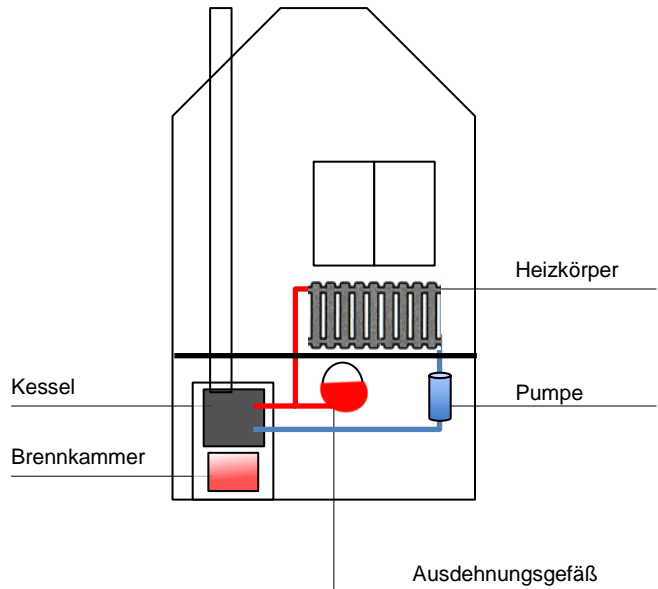 Heizkörper
Kessel
Pumpe
Brennkammer
Ausdehnungsgefäß